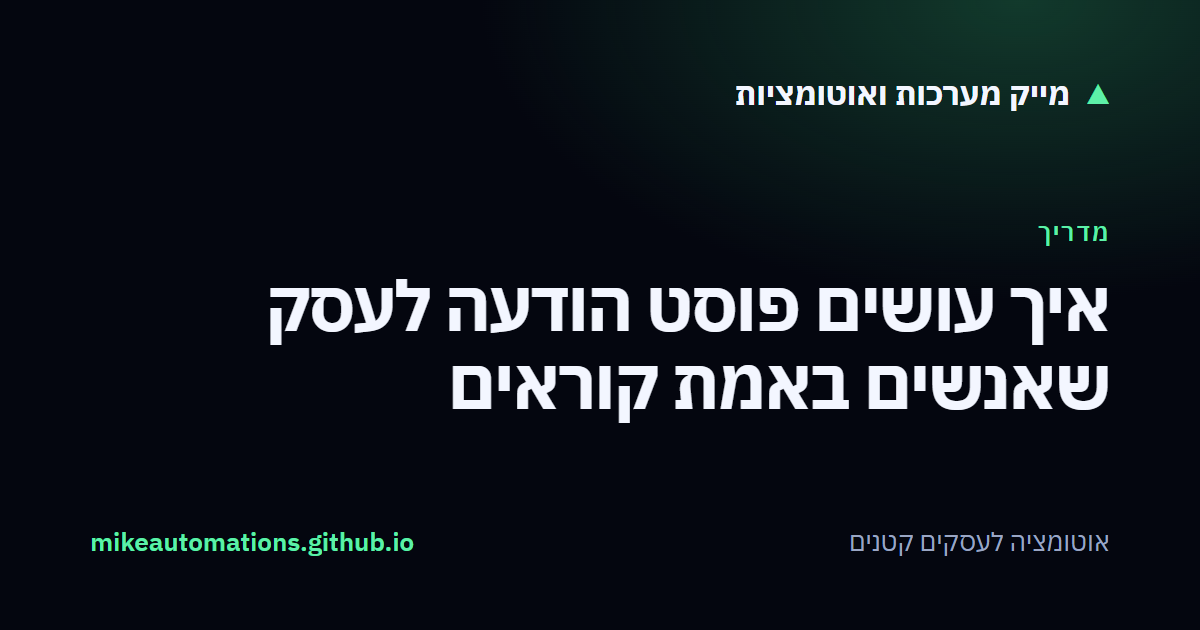 מייק מערכות ואוטומציות
מדריך
איך עושים פוסט הודעה לעסק
שאנשים באמת קוראים
אוטומציה לעסקים קטנים
mikeautomations.github.io